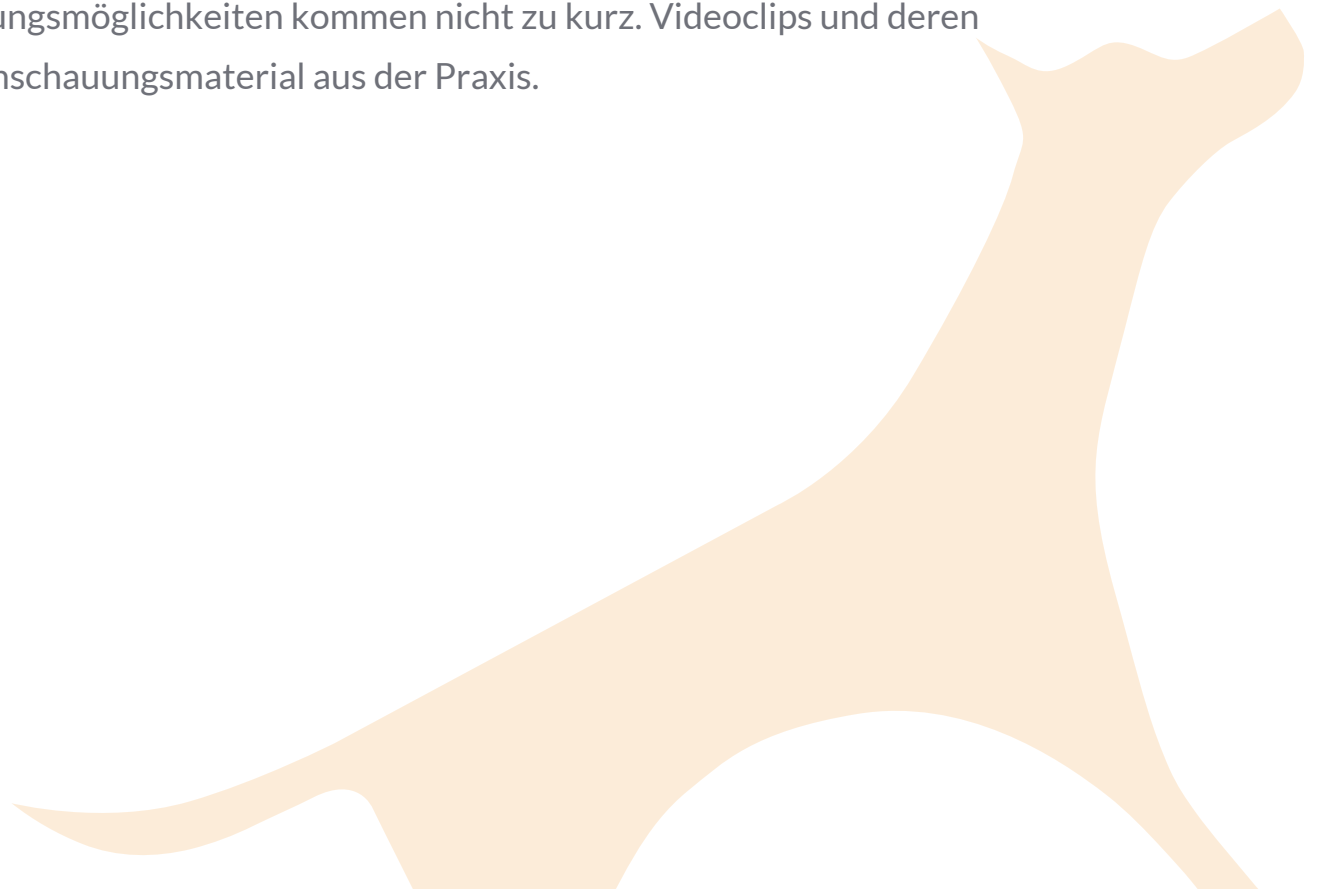 ungsmöglichkeiten kommen nicht zu kurz. Videoclips und deren
nschauungsmaterial aus der Praxis.